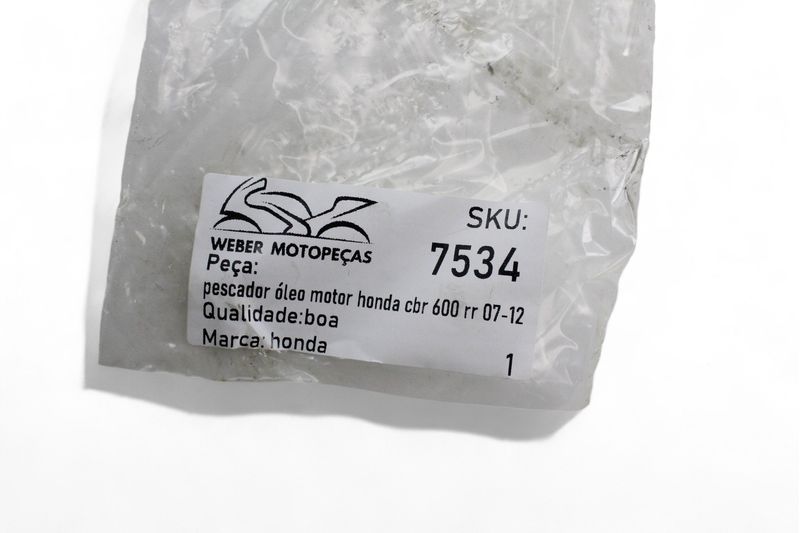 WEBER MOTOPEÇAS
SKU:
7534
Peça:
pescador óleo motor honda cbr 600 rr 07-12
Qualidade:boa
Marca: honda
1